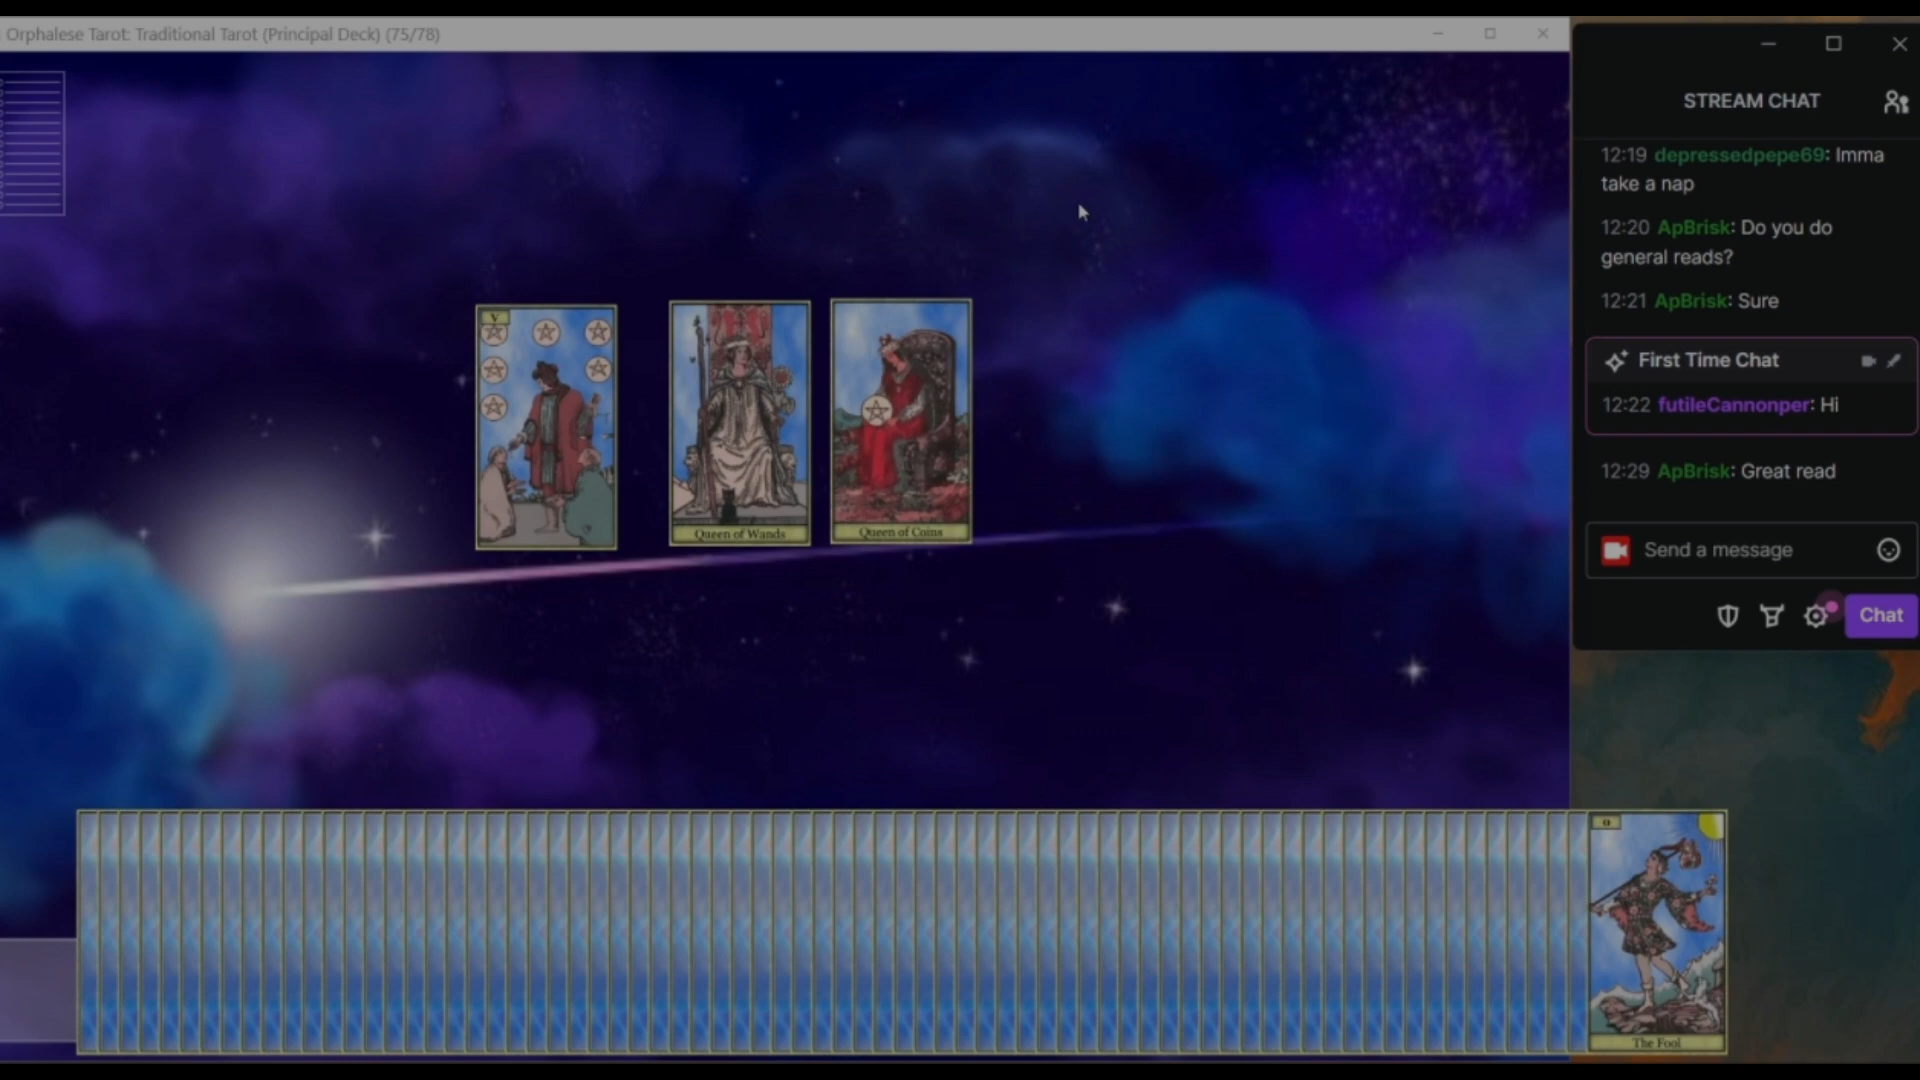 Orphalese Tarot: Traditional Tarot (Principal Deck) (75/78)
STREAM CHAT
12:19 depressedpepe69: Imma
take a nap
12:20 ApBrisk: Do you do
general reads?
12:21 ApBrisk: Sure
First Time Chat
12:22 futileCannonper: Hi
12:29 ApBrisk: Great read
Send a message
Chat
V
Queen of Wands
Queen of Coins
0
The Fool